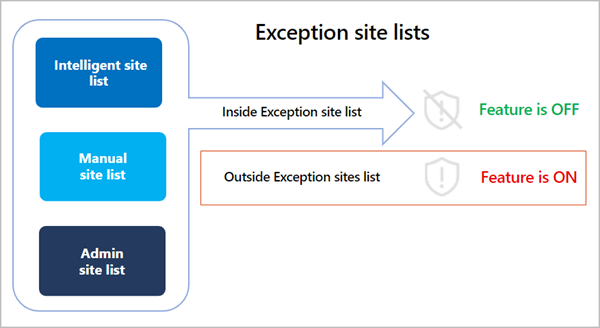 Exception site lists
Intelligent site
list
Manual
site list
Admin
site list
Inside Exception site list
Feature is OFF
Outside Exception sites list
Feature is ON